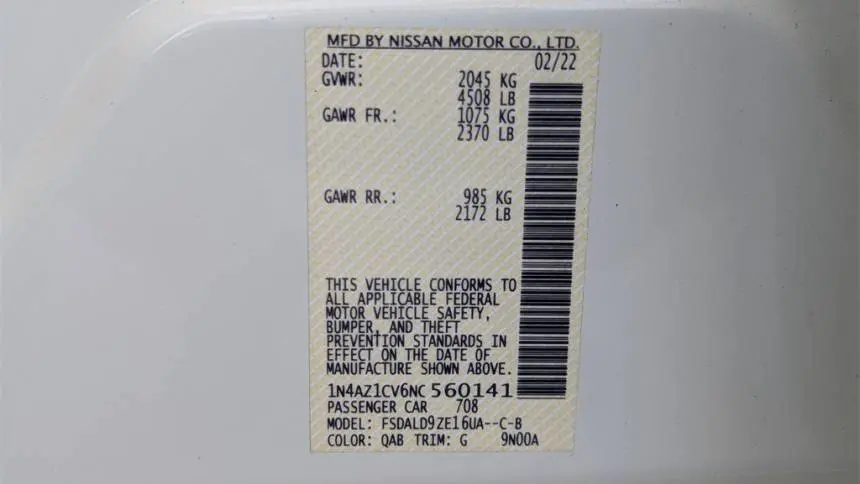 MFD BY NISSAN MOTOR CO., LTD.
DATE: 02/22
GVWR: 2045 KG
4508 LB
GAWR FR.: 1075 KG
2370 LB
GAWR RR.: 985 KG
2172 LB
THIS VEHICLE CONFORMS TO
ALL APPLICABLE FEDERAL
MOTOR VEHICLE SAFETY,
BUMPER, AND THEFT
PREVENTION STANDARDS IN
EFFECT ON THE DATE OF
MANUFACTURE SHOWN ABOVE.
1N4AZ1CV6NC560141
PASSENGER CAR 708
MODEL: FSDALD9ZE16UA--C-B
COLOR: QAB TRIM: G 9N00A